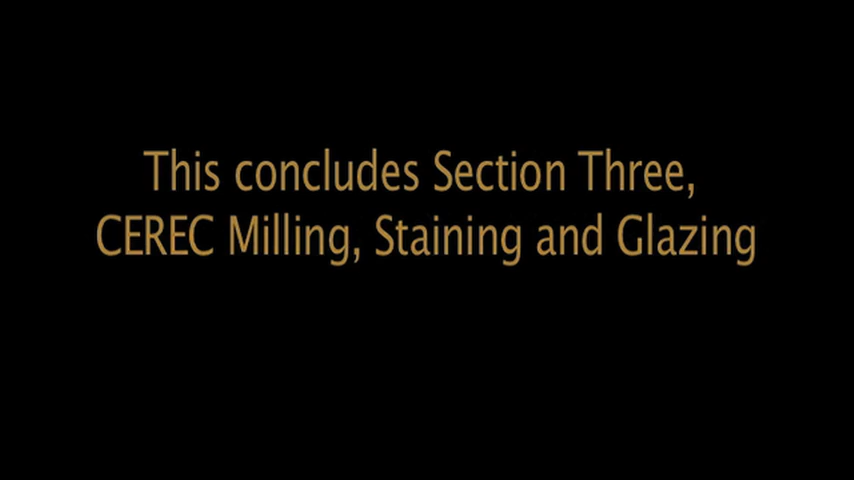 This concludes Section Three,
CEREC Milling, Staining and Glazing